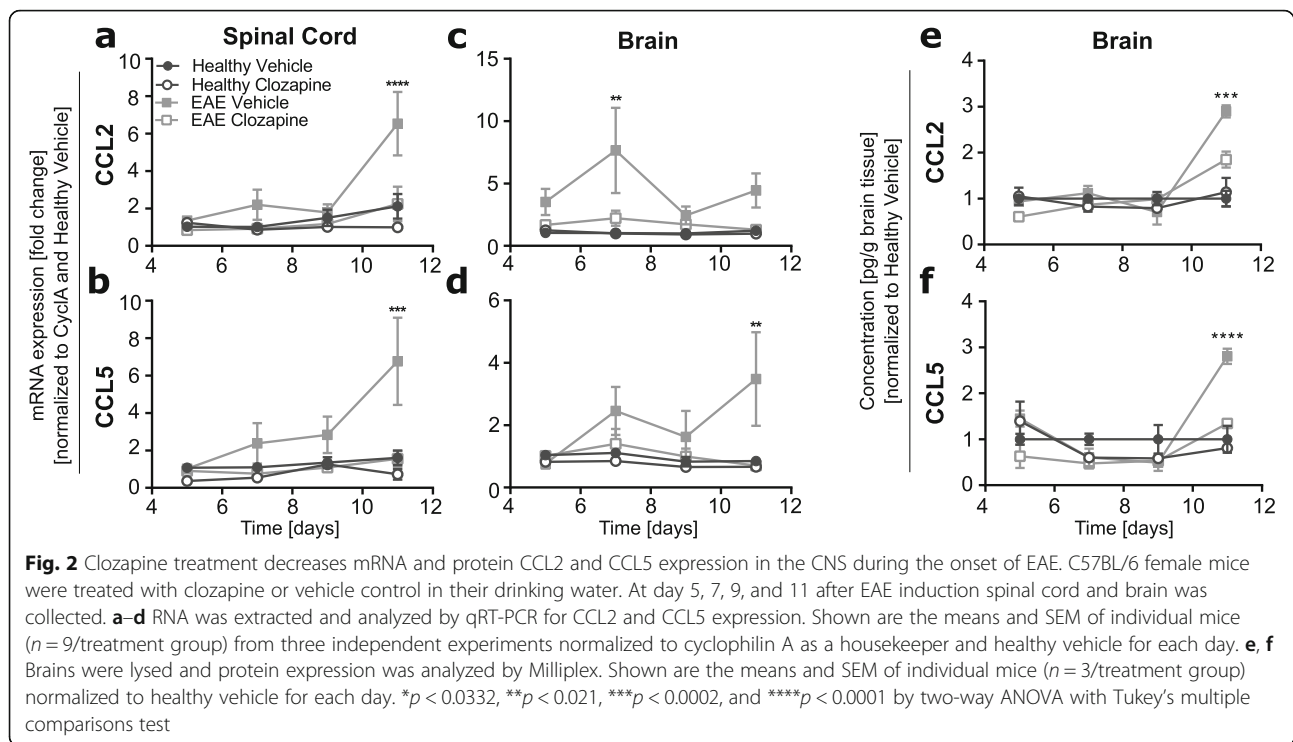 a
Spinal Cord
10
8
6
4
2
0
4
6
8
10
12
Healthy Vehicle
Healthy Clozapine
EAE Vehicle
EAE Clozapine
****
CCL2
mRNA expression [fold change]
[normalized to CyclA and Healthy Vehicle]
b
10
8
6
4
2
0
4
6
8
10
12
***
CCL5
Time [days]
c
Brain
15
10
5
0
4
6
8
10
12
**
d
6
4
2
0
4
6
8
10
12
**
Time [days]
e
Brain
4
3
2
1
0
4
6
8
10
12
***
CCL2
Concentration [pg/g brain tissue]
[normalized to Healthy Vehicle]
f
4
3
2
1
0
4
6
8
10
12
****
CCL5
Time [days]
Fig. 2 Clozapine treatment decreases mRNA and protein CCL2 and CCL5 expression in the CNS during the onset of EAE. C57BL/6 female mice
were treated with clozapine or vehicle control in their drinking water. At day 5, 7, 9, and 11 after EAE induction spinal cord and brain was
collected. a–d RNA was extracted and analyzed by qRT-PCR for CCL2 and CCL5 expression. Shown are the means and SEM of individual mice
(n = 9/treatment group) from three independent experiments normalized to cyclophilin A as a housekeeper and healthy vehicle for each day. e, f
Brains were lysed and protein expression was analyzed by Milliplex. Shown are the means and SEM of individual mice (n = 3/treatment group)
normalized to healthy vehicle for each day. *p < 0.0332, **p < 0.021, ***p < 0.0002, and ****p < 0.0001 by two-way ANOVA with Tukey's multiple
comparisons test